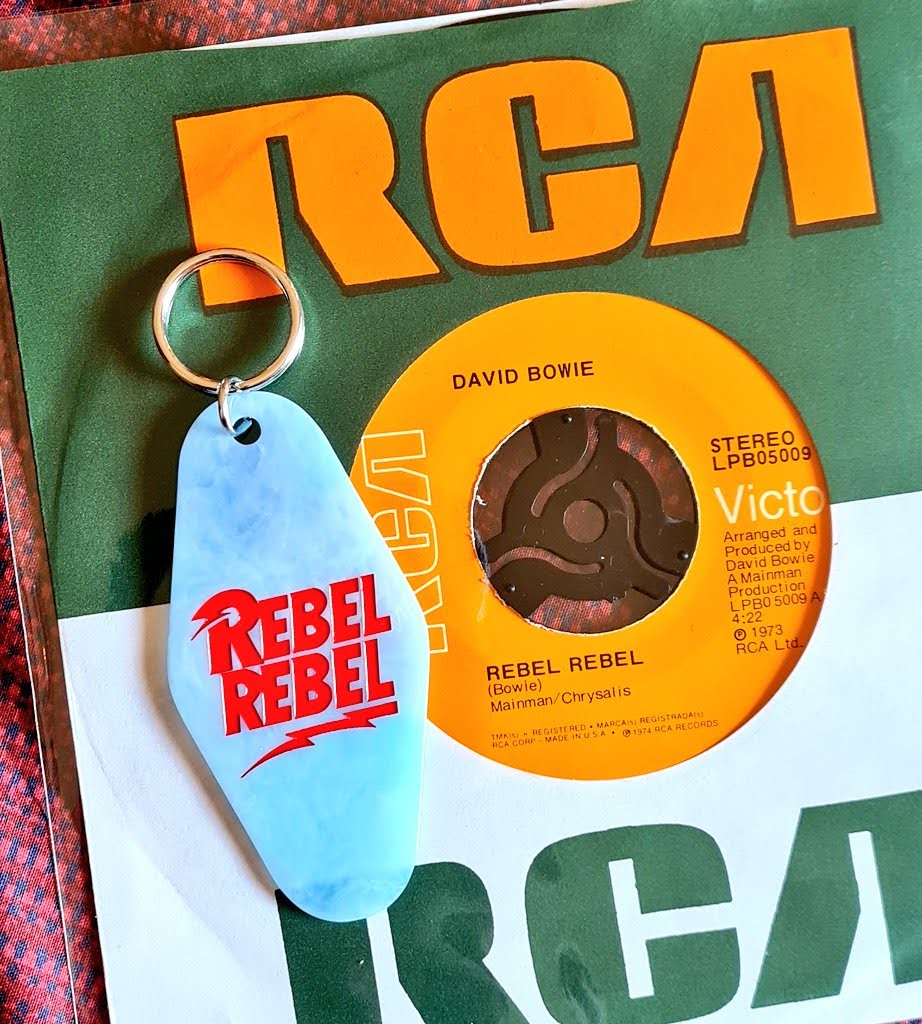 RCA
DAVID BOWIE
STEREO
LPBO5009
Victo
Arranged and
Produced by
David Bowie
A Mainman
Production
LPBO 5009 A
4:22
℗ 1973
RCA Ltd.
RCA
REBEL REBEL
(Bowie)
Mainman/Chrysalis
TMK(s) ® REGISTERED • MARCA(s) REGISTRADA(s)
RCA CORP – MADE IN U.S.A • ℗ 1974 RCA RECORDS
REBEL
REBEL
RCA